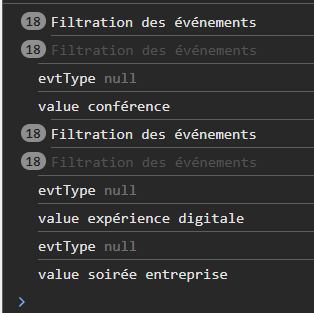 18 Filtration des événements
18 Filtration des événements
evtType null
value conférence
18 Filtration des événements
18 Filtration des événements
evtType null
value expérience digitale
evtType null
value soirée entreprise
>